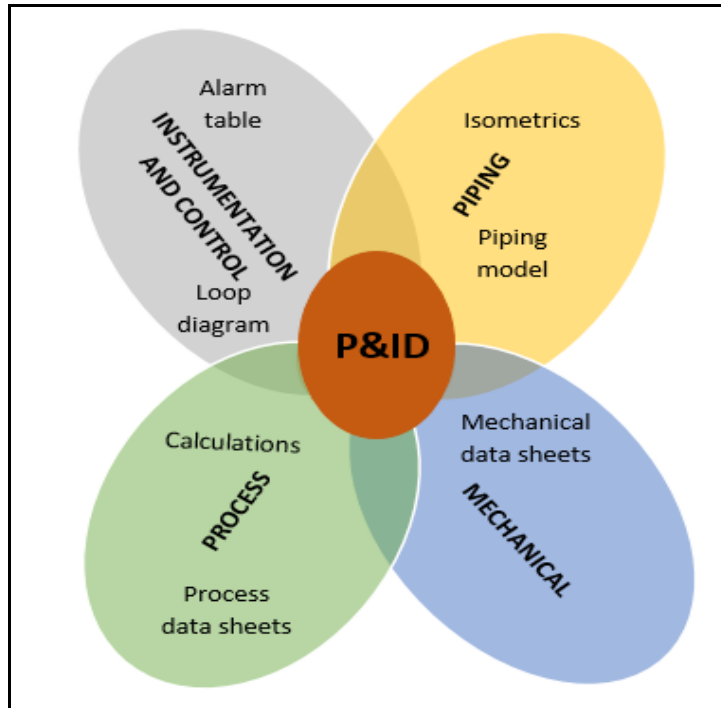 Alarm
table
INSTRUMENTATION
AND CONTROL
Loop
diagram
Isometrics
PIPING
Piping
model
P&ID
Calculations
PROCESS
Process
data sheets
Mechanical
data sheets
MECHANICAL